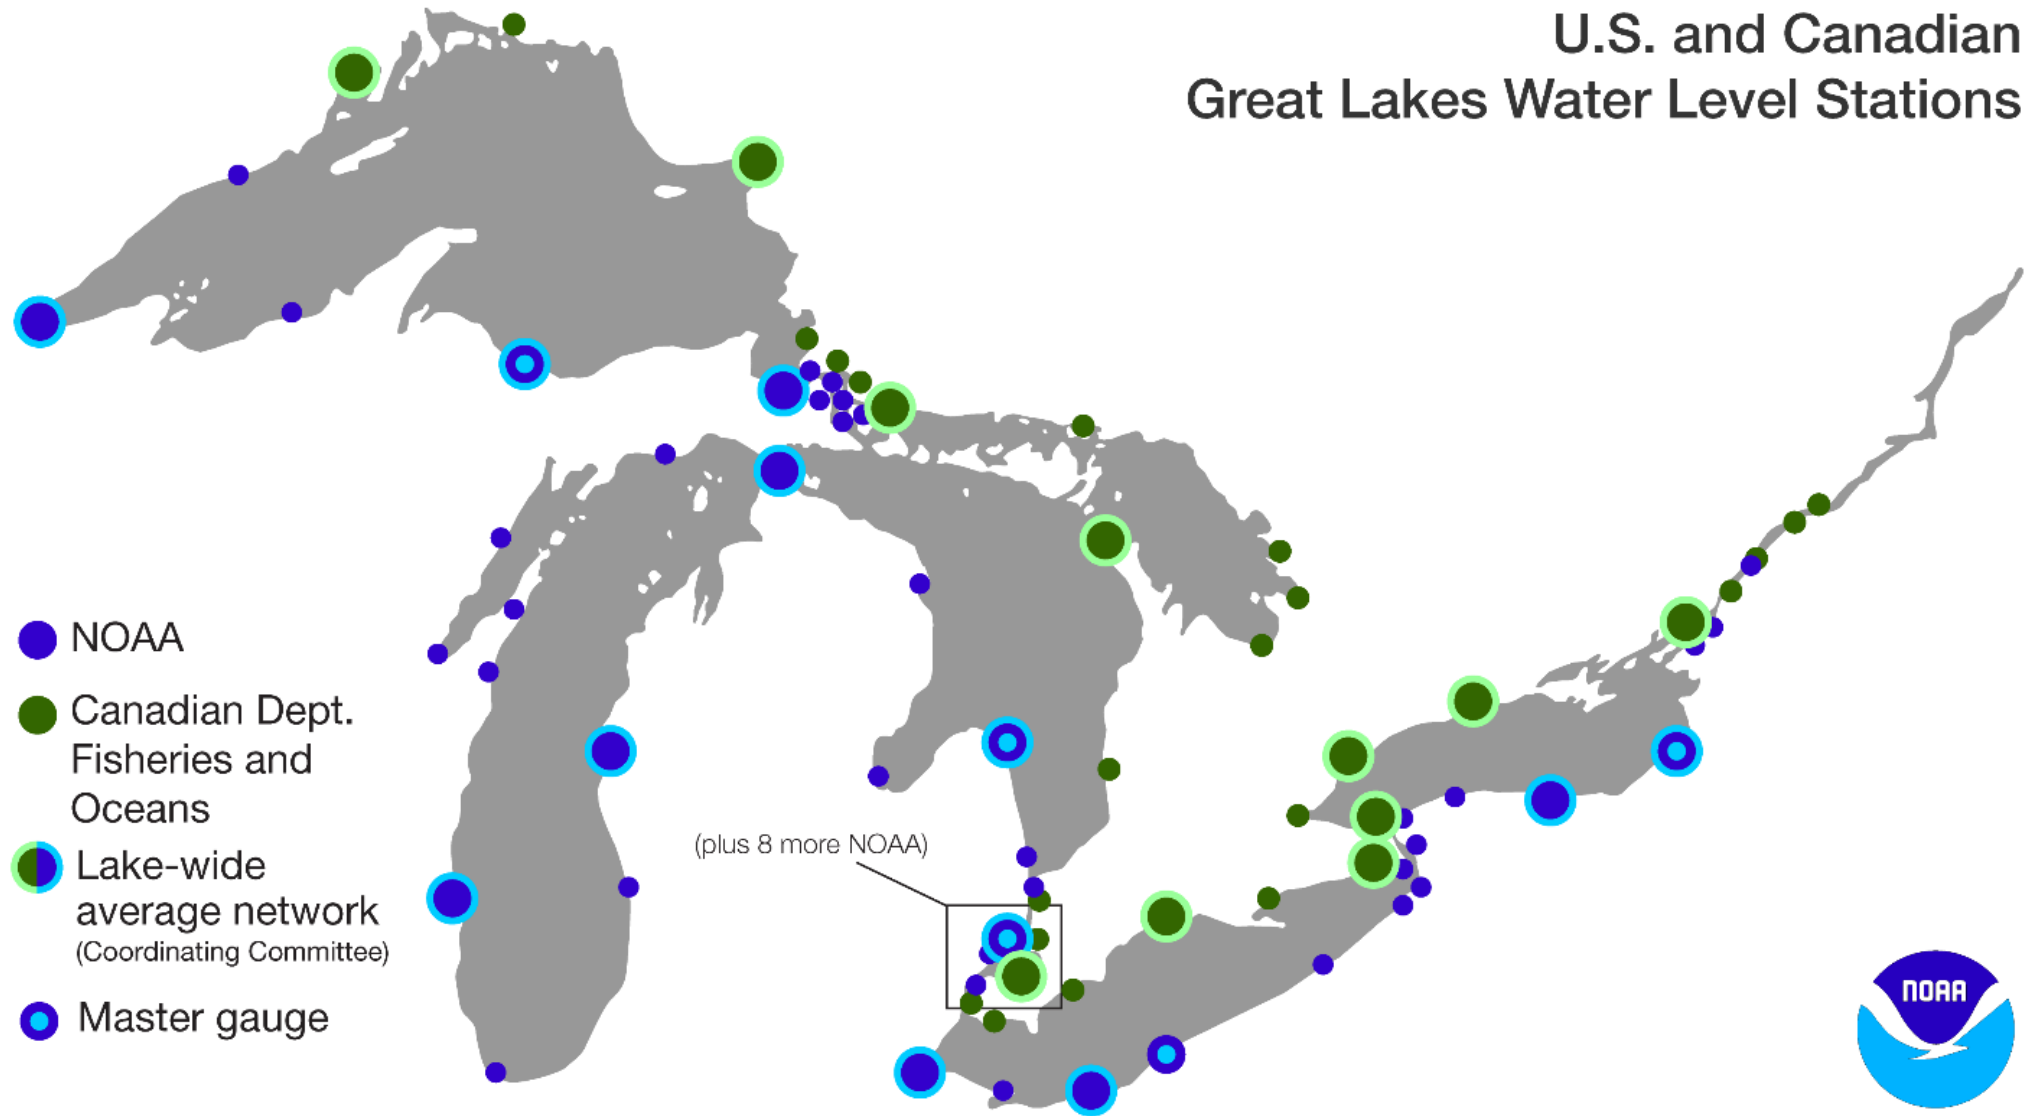 U.S. and Canadian
Great Lakes Water Level Stations
NOAA
Canadian Dept.
Fisheries and
Oceans
Lake-wide
average network
(Coordinating Committee)
Master gauge
(plus 8 more NOAA)
NOAA